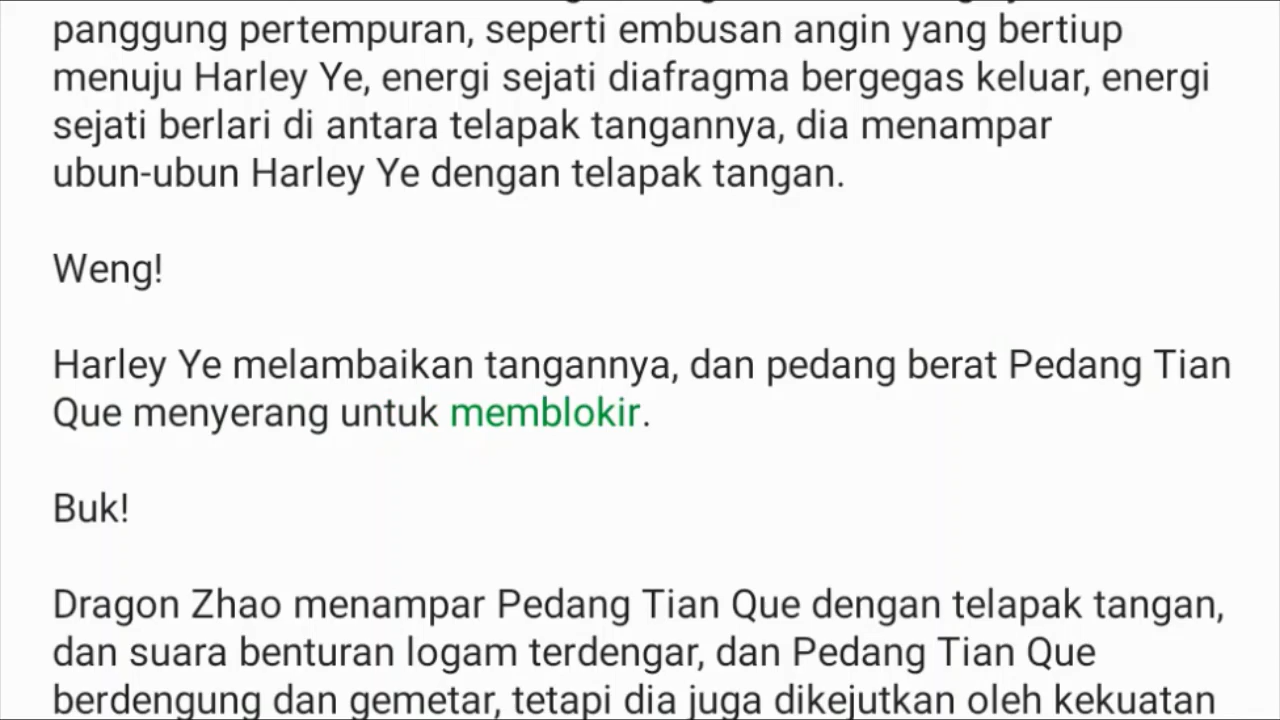 panggung pertempuran, seperti embusan angin yang bertiup
menuju Harley Ye, energi sejati diafragma bergegas keluar, energi
sejati berlari di antara telapak tangannya, dia menampar
ubun-ubun Harley Ye dengan telapak tangan.
Weng!
Harley Ye melambaikan tangannya, dan pedang berat Pedang Tian
Que menyerang untuk memblokir.
Buk!
Dragon Zhao menampar Pedang Tian Que dengan telapak tangan,
dan suara benturan logam terdengar, dan Pedang Tian Que
berdengung dan gemetar, tetapi dia juga dikejutkan oleh kekuatan